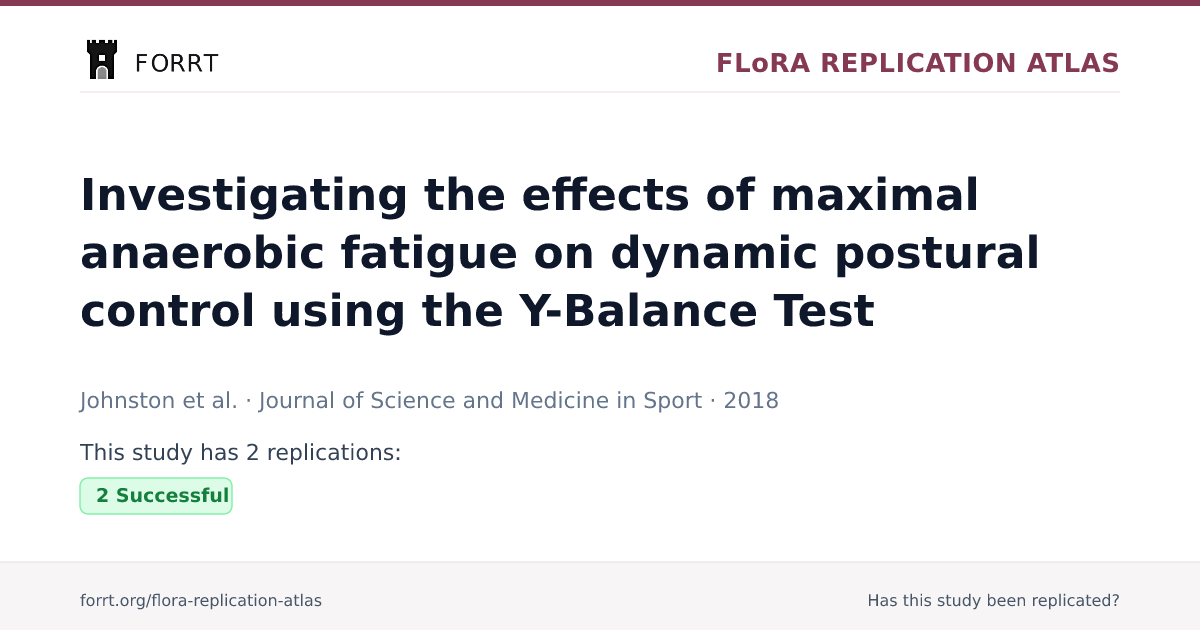 FORRT
FLoRA REPLICATION ATLAS
Investigating the effects of maximal
anaerobic fatigue on dynamic postural
control using the Y-Balance Test
Johnston et al. · Journal of Science and Medicine in Sport · 2018
This study has 2 replications:
2 Successful
forrt.org/flora-replication-atlas
Has this study been replicated?